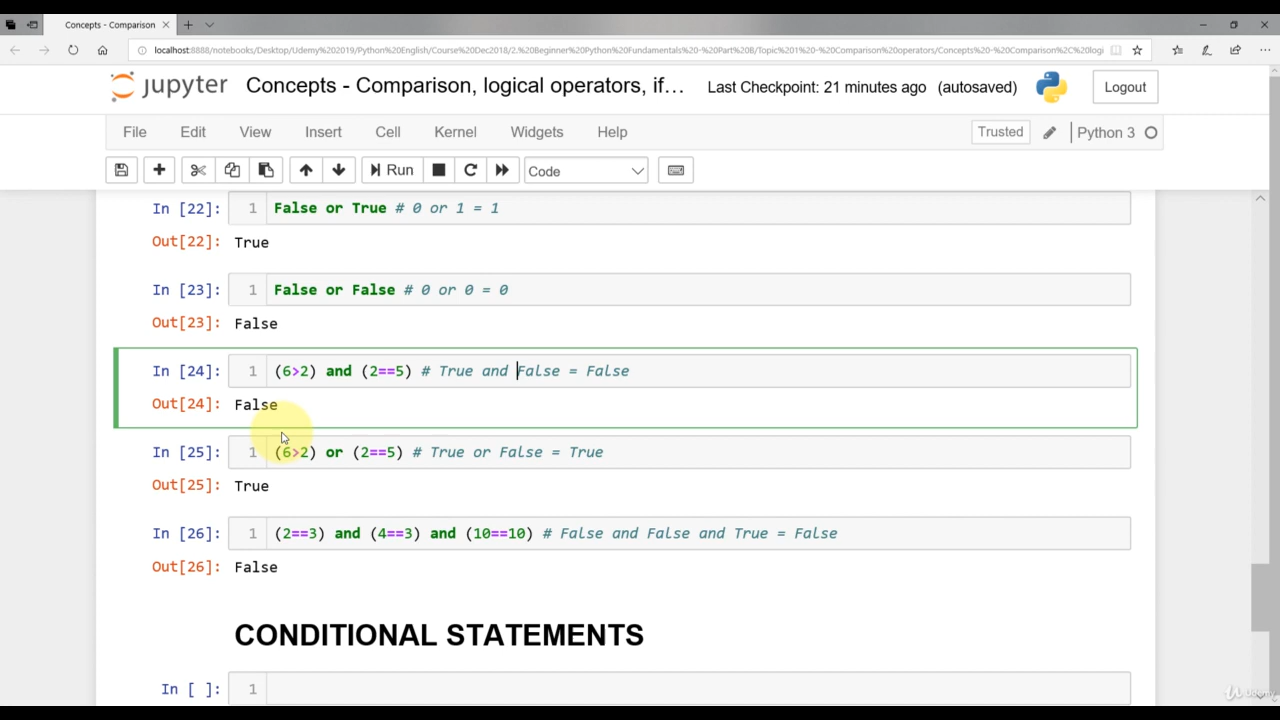 Concepts - Comparison
localhost:8888/notebooks/Desktop/Udemy%202019/Python%20English/Course%20Dec2018/2.%20Beginner%20Python%20Fundamentals%20-%20Part%20B/Topic%201%20-%20Comparison%20operators/Concepts%20-%20Comparison%2C%20logi
jupyter Concepts - Comparison, logical operators, if... Last Checkpoint: 21 minutes ago (autosaved) Logout
File Edit View Insert Cell Kernel Widgets Help Trusted Python 3
Run Code
In [22]: 1 False or True # 0 or 1 = 1
Out[22]: True
In [23]: 1 False or False # 0 or 0 = 0
Out[23]: False
In [24]: 1 (6>2) and (2==5) # True and False = False
Out[24]: False
In [25]: 1 (6>2) or (2==5) # True or False = True
Out[25]: True
In [26]: 1 (2==3) and (4==3) and (10==10) # False and False and True = False
Out[26]: False
CONDITIONAL STATEMENTS
In [ ]: 1
Udemy